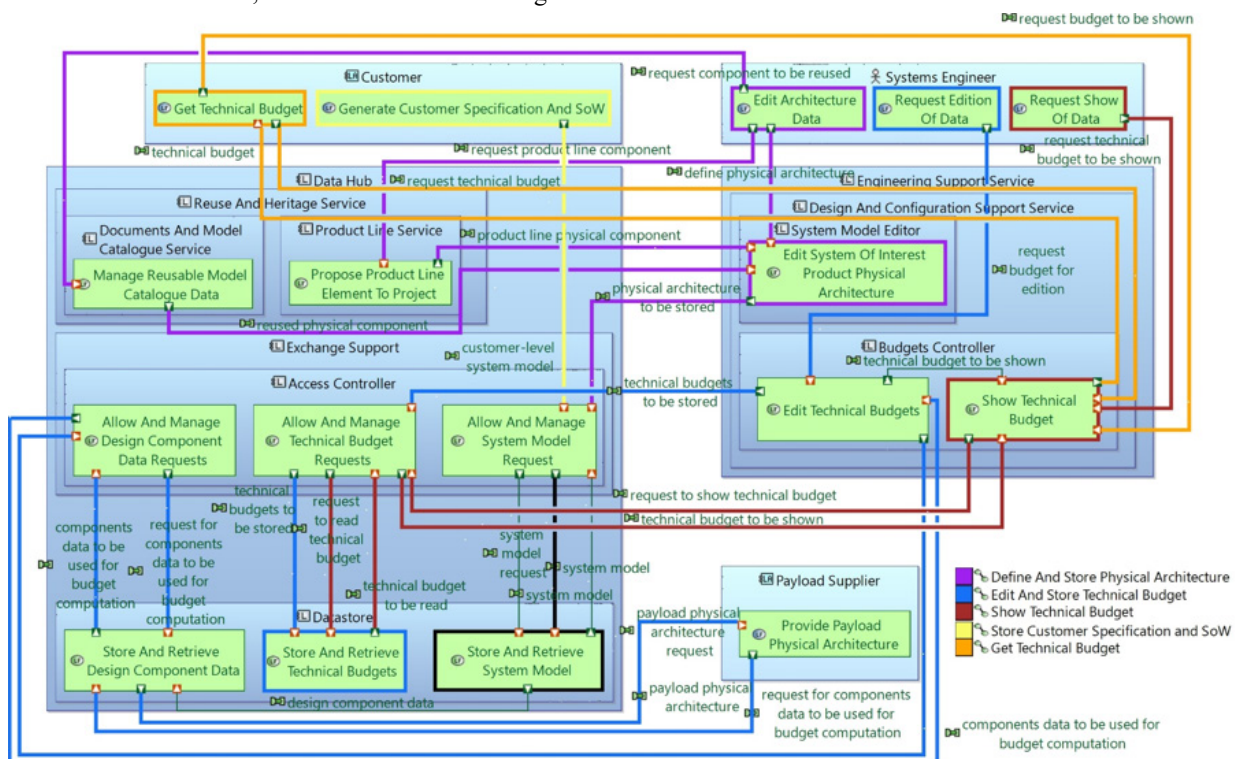 request budget to be shown
Customer
request component to be reused
Systems Engineer
Get Technical Budget
Generate Customer Specification And SoW
Edit Architecture
Data
Request Edition
Of Data
Request Show
Of Data
technical budget
request product line component
request technical
budget to be shown
Data Hub
request technical budget
define physical architecture
Engineering Support Service
Reuse And Heritage Service
Design And Configuration Support Service
Documents And Model
Catalogue Service
Product Line Service
product line physical component
System Model Editor
Manage Reusable Model
Catalogue Data
Propose Product Line
Element To Project
Edit System Of Interest
Product Physical
Architecture
request
budget for
edition
physical architecture
to be stored
reused physical component
Exchange Support
customer-level
system model
Budgets Controller
technical budget to be shown
Access Controller
technical budgets
to be stored
Allow And Manage
Design Component
Data Requests
Allow And Manage
Technical Budget
Requests
Allow And Manage
System Model
Request
Edit Technical Budgets
Show Technical
Budget
request to show technical budget
technical budget to be shown
components
data to be
used for
budget
computation
request for
components
data to be
used for
budget
computation
technical
budgets to
be stored
request
to read
technical
budget
technical budget
to be read
system
model
request
system model
system model
Datastore
Payload Supplier
Store And Retrieve
Design Component Data
Store And Retrieve
Technical Budgets
Store And Retrieve
System Model
payload physical
architecture
request
Provide Payload
Physical Architecture
design component data
payload physical
architecture
request for components
data to be used for
budget computation
components data to be used for
budget computation
Define And Store Physical Architecture
Edit And Store Technical Budget
Show Technical Budget
Store Customer Specification and SoW
Get Technical Budget